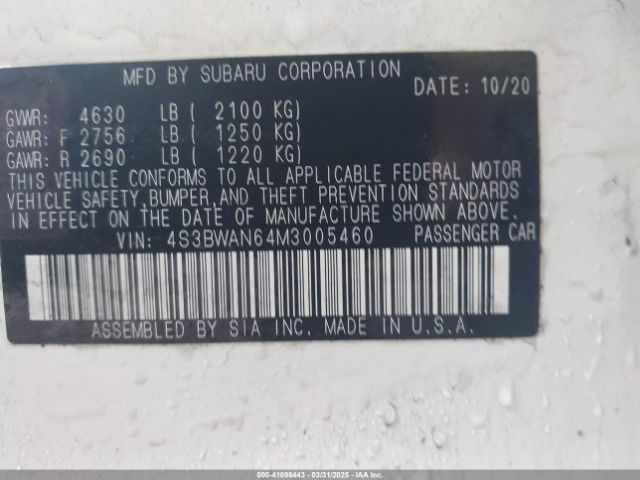 MFD BY SUBARU CORPORATION
DATE: 10/20
GVWR: 4630 LB ( 2100 KG)
GAWR: F 2756 LB ( 1250 KG)
GAWR: R 2690 LB ( 1220 KG)
THIS VEHICLE CONFORMS TO ALL APPLICABLE FEDERAL MOTOR
VEHICLE SAFETY, BUMPER, AND THEFT PREVENTION STANDARDS
IN EFFECT ON THE DATE OF MANUFACTURE SHOWN ABOVE.
VIN: 4S3BWAN64M3005460 PASSENGER CAR
ASSEMBLED BY SIA INC. MADE IN U.S.A.
000-41898443 - 03/31/2025 - IAAI.COM